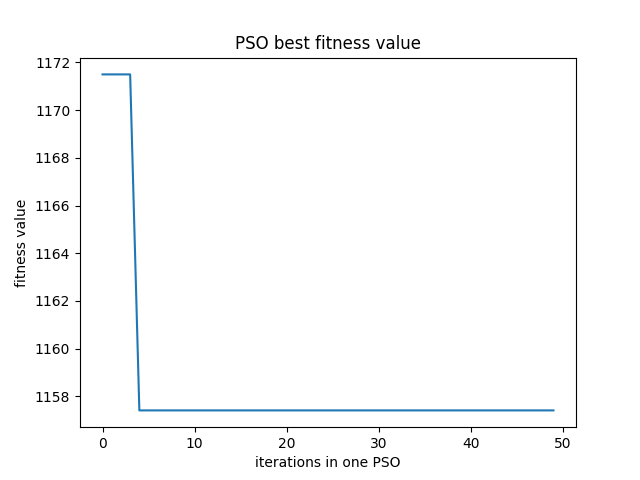 PSO best fitness value
1172
1170
1168
1166
1164
1162
1160
1158
fitness value
0 10 20 30 40 50
iterations in one PSO